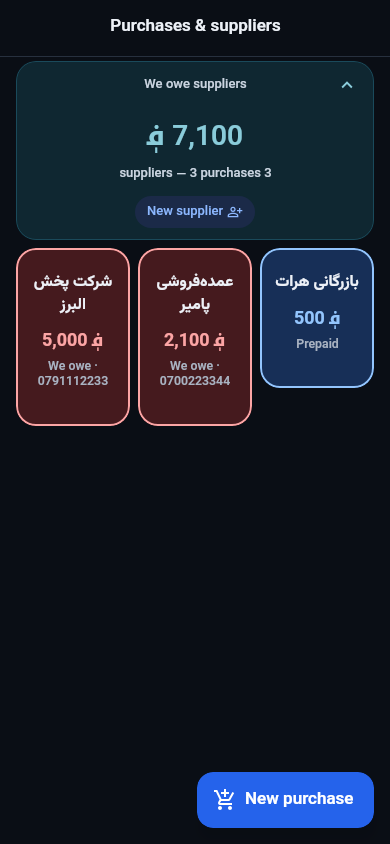 Purchases & suppliers
We owe suppliers
؋ 7,100
suppliers — 3 purchases 3
New supplier
شرکت پخش
البرز
5,000 ؋
We owe ·
0791112233
عمده‌فروشی
پامیر
2,100 ؋
We owe ·
0700223344
بازرگانی هرات
500 ؋
Prepaid
New purchase